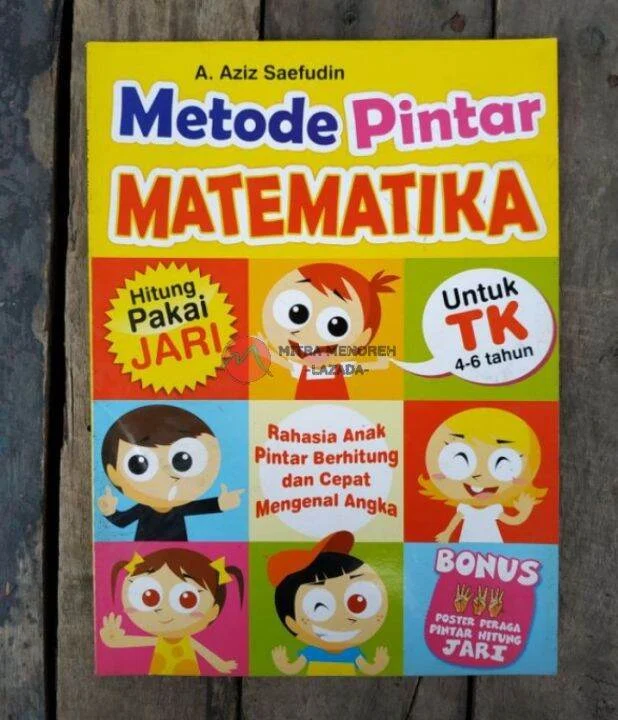 A. Aziz Saefudin
Metode Pintar
MATEMATIKA
Hitung
Pakai
JARI
Untuk
TK
4-6 tahun
MITRA MENOREH
-LAZADA-
Rahasia Anak
Pintar Berhitung
dan Cepat
Mengenal Angka
BONUS
POSTER PERAGA
PINTAR HITUNG
JARI